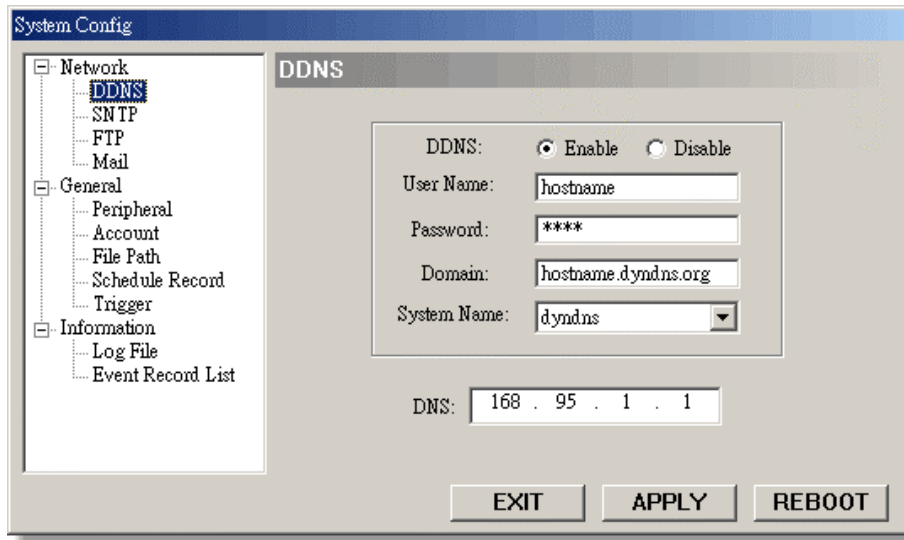 System Config
Network
DDNS
SNTP
FTP
Mail
General
Peripheral
Account
File Path
Schedule Record
Trigger
Information
Log File
Event Record List
DDNS
DDNS: Enable Disable
User Name: hostname
Password: ****
Domain: hostname.dyndns.org
System Name: dyndns
DNS: 168 . 95 . 1 . 1
EXIT APPLY REBOOT